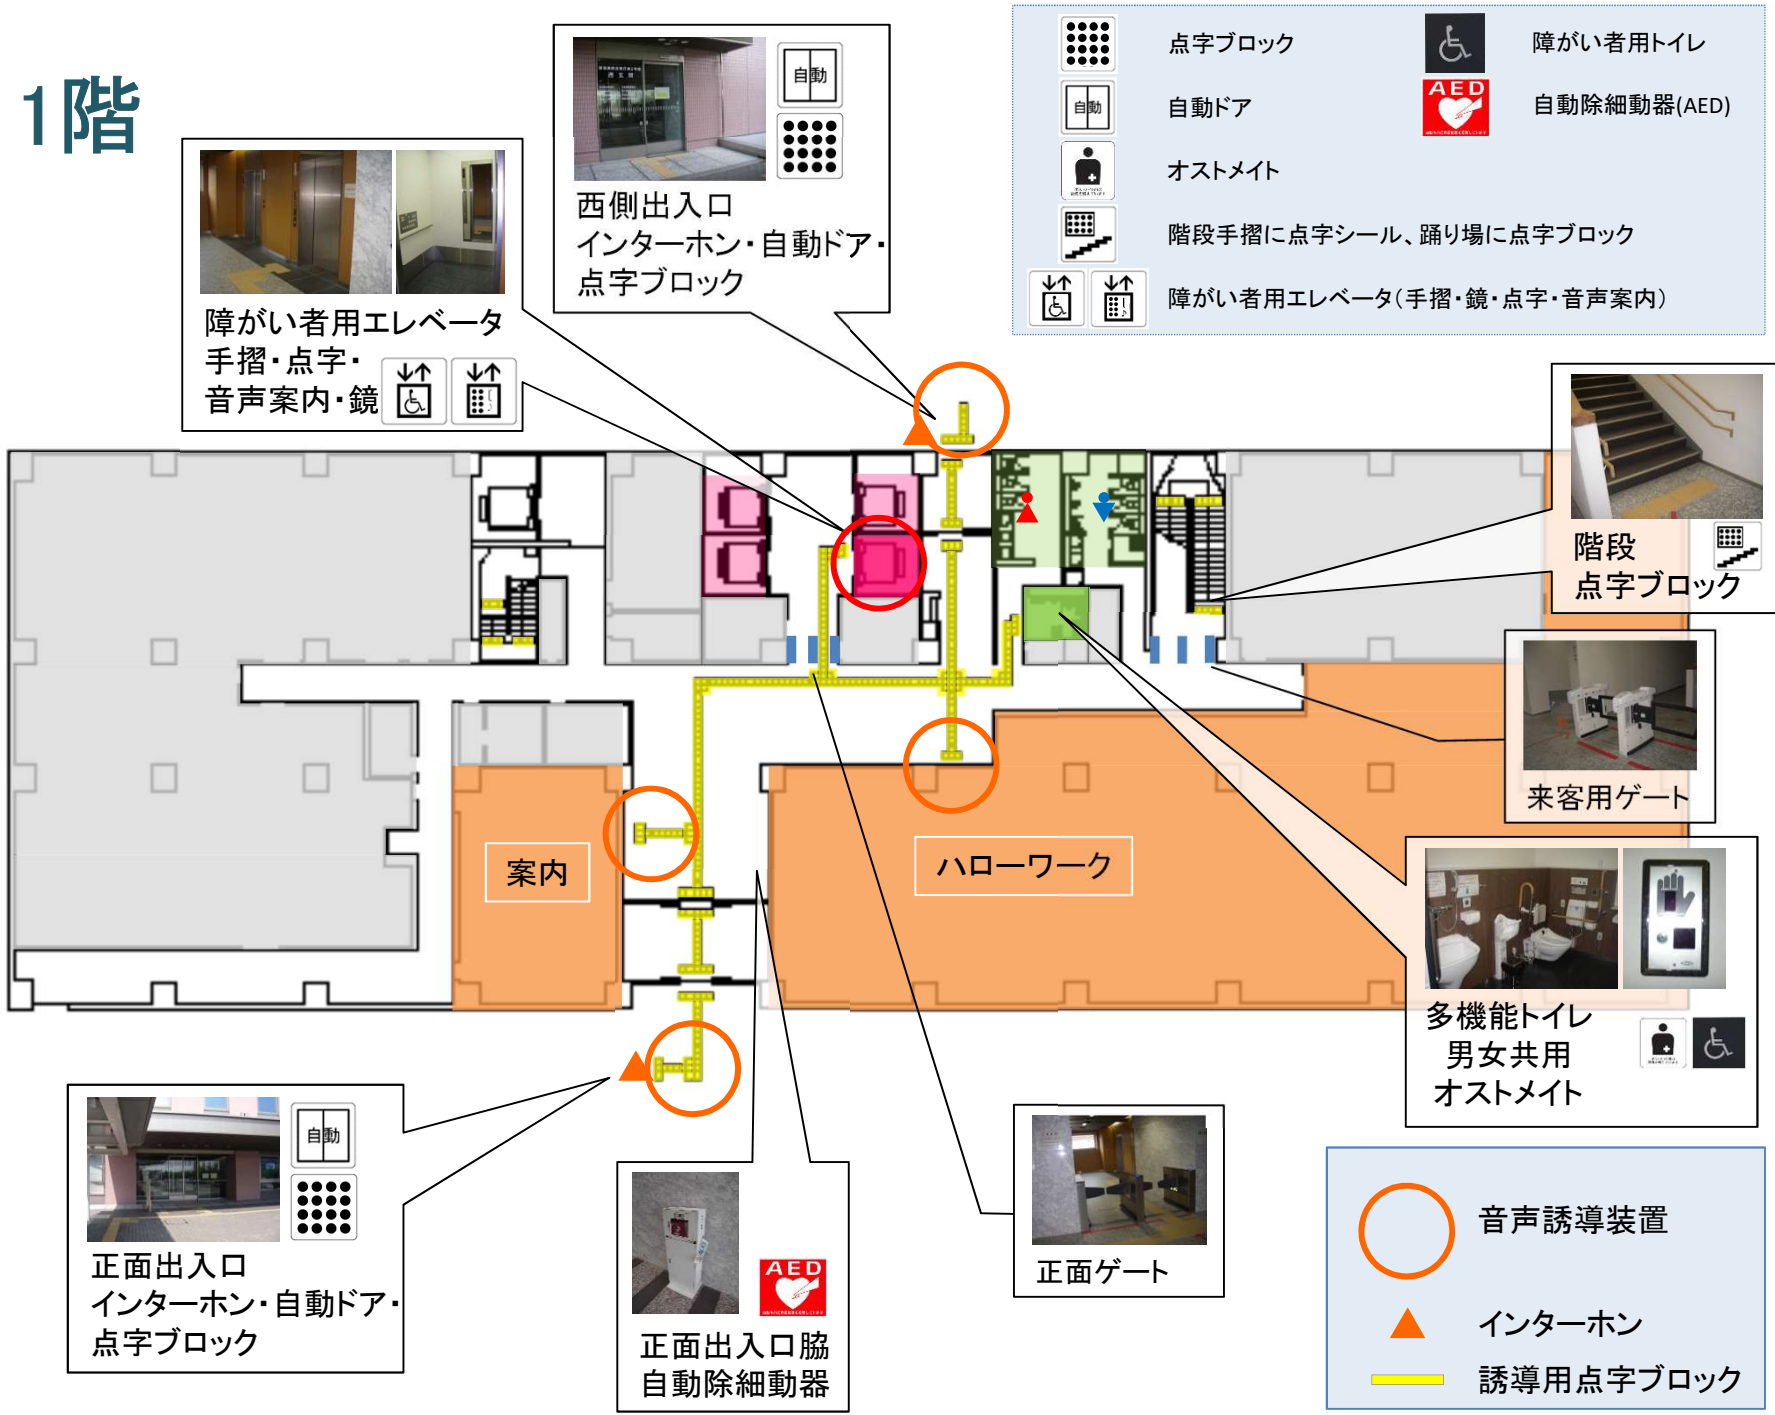 1階
点字ブロック
障がい者用トイレ
自動
自動ドア
AED
自動除細動器(AED)
オストメイト
階段手摺に点字シール、踊り場に点字ブロック
障がい者用エレベータ(手摺・鏡・点字・音声案内)
自動
西側出入口
インターホン・自動ドア・
点字ブロック
障がい者用エレベータ
手摺・点字・
音声案内・鏡
階段
点字ブロック
来客用ゲート
案内
ハローワーク
多機能トイレ
男女共用
オストメイト
自動
正面出入口
インターホン・自動ドア・
点字ブロック
AED
正面出入口脇
自動除細動器
正面ゲート
音声誘導装置
インターホン
誘導用点字ブロック